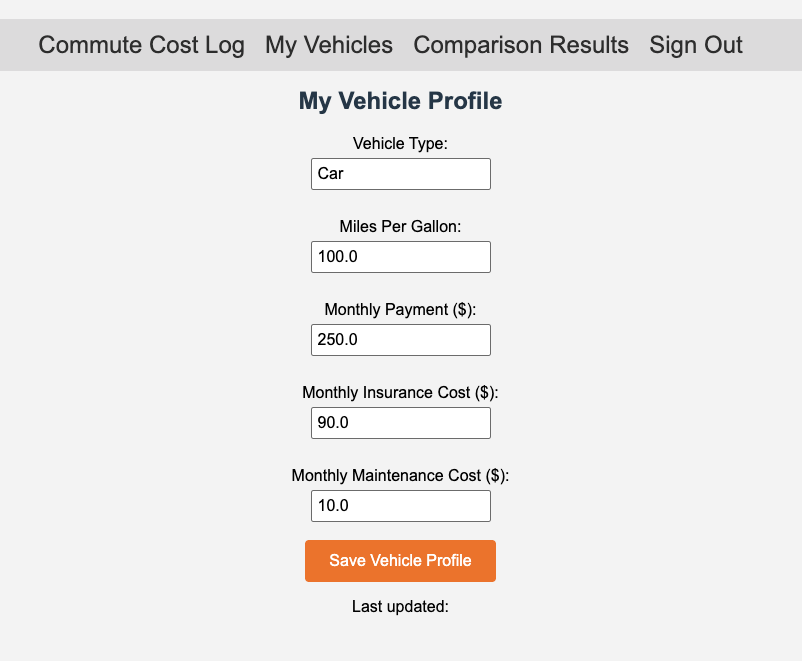 Commute Cost Log My Vehicles Comparison Results Sign Out
My Vehicle Profile
Vehicle Type:
Car
Miles Per Gallon:
100.0
Monthly Payment ($):
250.0
Monthly Insurance Cost ($):
90.0
Monthly Maintenance Cost ($):
10.0
Save Vehicle Profile
Last updated: